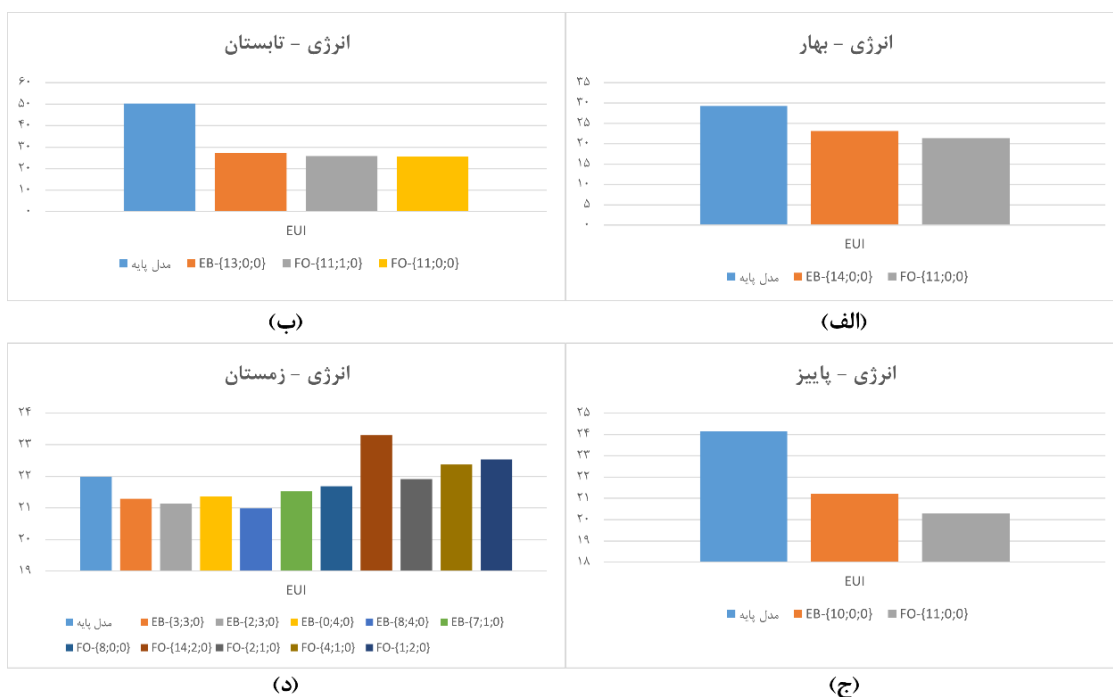 انرژی - بهار
۳۵
۳۰
۲۵
۲۰
۱۵
۱۰
۵
۰
EUI
مدل پایه EB-{14;0;0} FO-{11;0;0}
(الف)
انرژی - تابستان
۶۰
۵۰
۴۰
۳۰
۲۰
۱۰
۰
EUI
مدل پایه EB-{13;0;0} FO-{11;1;0} FO-{11;0;0}
(ب)
انرژی - پاییز
۲۵
۲۴
۲۳
۲۲
۲۱
۲۰
۱۹
۱۸
EUI
مدل پایه EB-{10;0;0} FO-{11;0;0}
(ج)
انرژی - زمستان
۲۴
۲۳
۲۲
۲۱
۲۰
۱۹
EUI
مدل پایه EB-{3;3;0} EB-{2;3;0} EB-{0;4;0} EB-{8;4;0} EB-{7;1;0}
FO-{8;0;0} FO-{14;2;0} FO-{2;1;0} FO-{4;1;0} FO-{1;2;0}
(د)